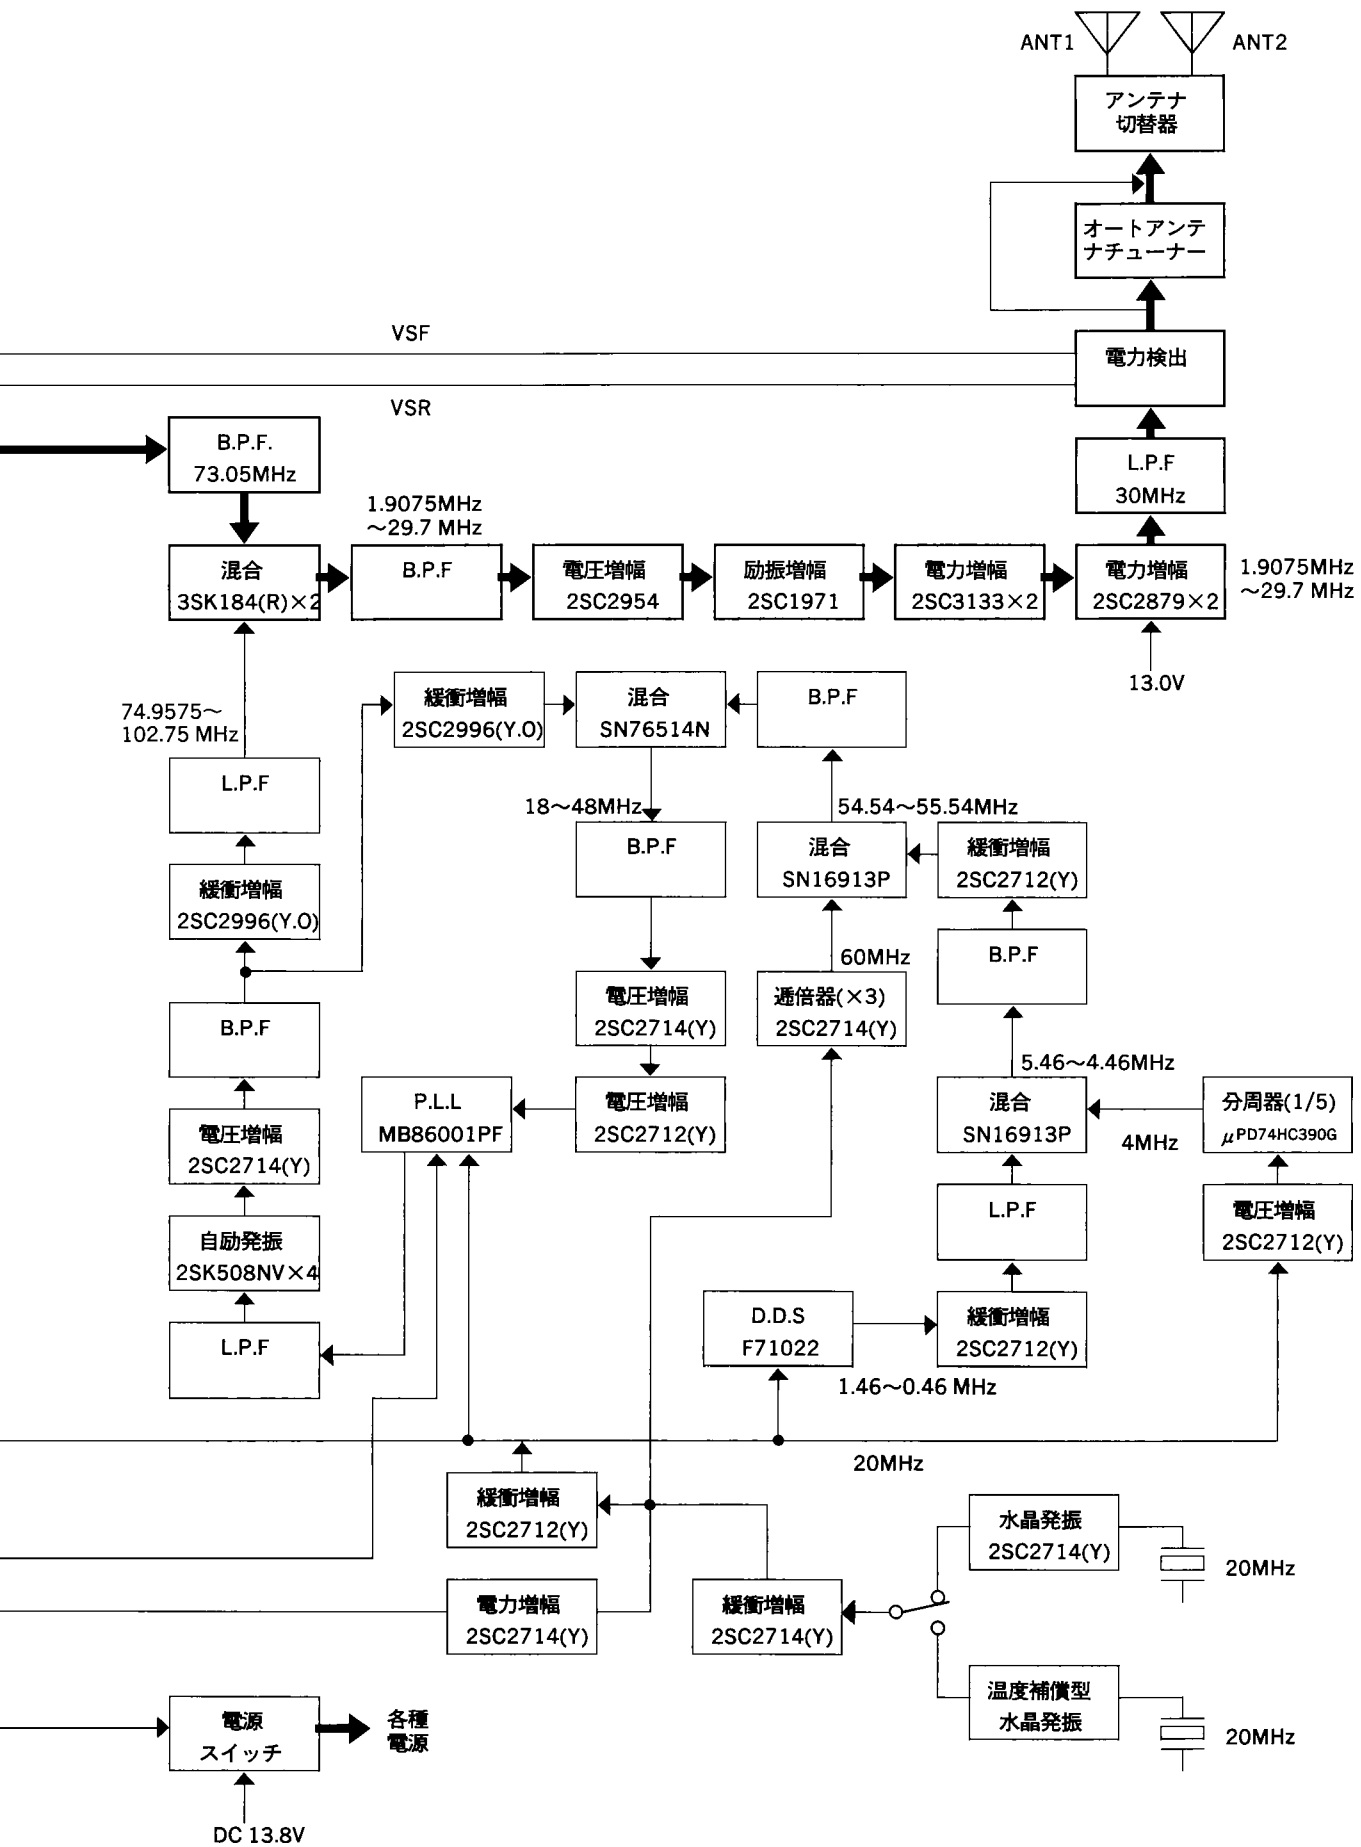 ANT1
ANT2
アンテナ
切替器
オートアンテ
ナチューナー
VSF
電力検出
VSR
B.P.F.
73.05MHz
L.P.F
30MHz
1.9075MHz
～29.7 MHz
混合
3SK184(R)×2
B.P.F
電圧増幅
2SC2954
励振増幅
2SC1971
電力増幅
2SC3133×2
電力増幅
2SC2879×2
1.9075MHz
～29.7 MHz
13.0V
74.9575～
102.75 MHz
緩衝増幅
2SC2996(Y.O)
混合
SN76514N
B.P.F
L.P.F
18～48MHz
54.54～55.54MHz
B.P.F
混合
SN16913P
緩衝増幅
2SC2712(Y)
緩衝増幅
2SC2996(Y.O)
60MHz
B.P.F
電圧増幅
2SC2714(Y)
逓倍器(×3)
2SC2714(Y)
B.P.F
5.46～4.46MHz
P.L.L
MB86001PF
電圧増幅
2SC2712(Y)
混合
SN16913P
4MHz
分周器(1/5)
μPD74HC390G
電圧増幅
2SC2714(Y)
L.P.F
電圧増幅
2SC2712(Y)
自励発振
2SK508NV×4
D.D.S
F71022
緩衝増幅
2SC2712(Y)
L.P.F
1.46～0.46 MHz
20MHz
緩衝増幅
2SC2712(Y)
水晶発振
2SC2714(Y)
20MHz
電力増幅
2SC2714(Y)
緩衝増幅
2SC2714(Y)
温度補償型
水晶発振
20MHz
電源
スイッチ
各種
電源
DC 13.8V